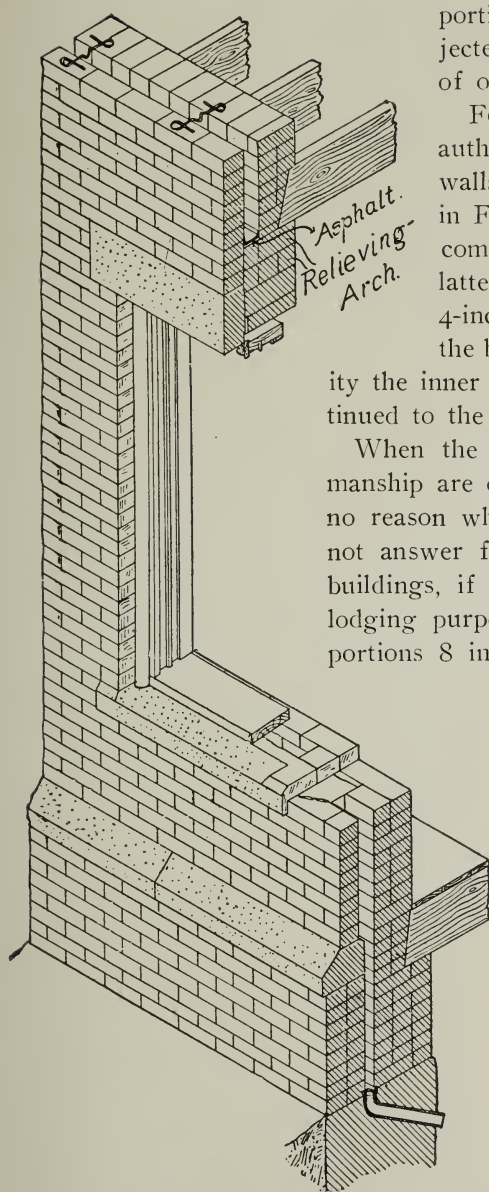 porti
jecte
of o
Fo
auth
walls
in F
com
latte
4-inc
the b
ity the inner
tinued to the
When the
manship are
no reason wh
not answer f
buildings, if
lodging purp
portions 8 in
Asphalt.
Relieving-
Arch.